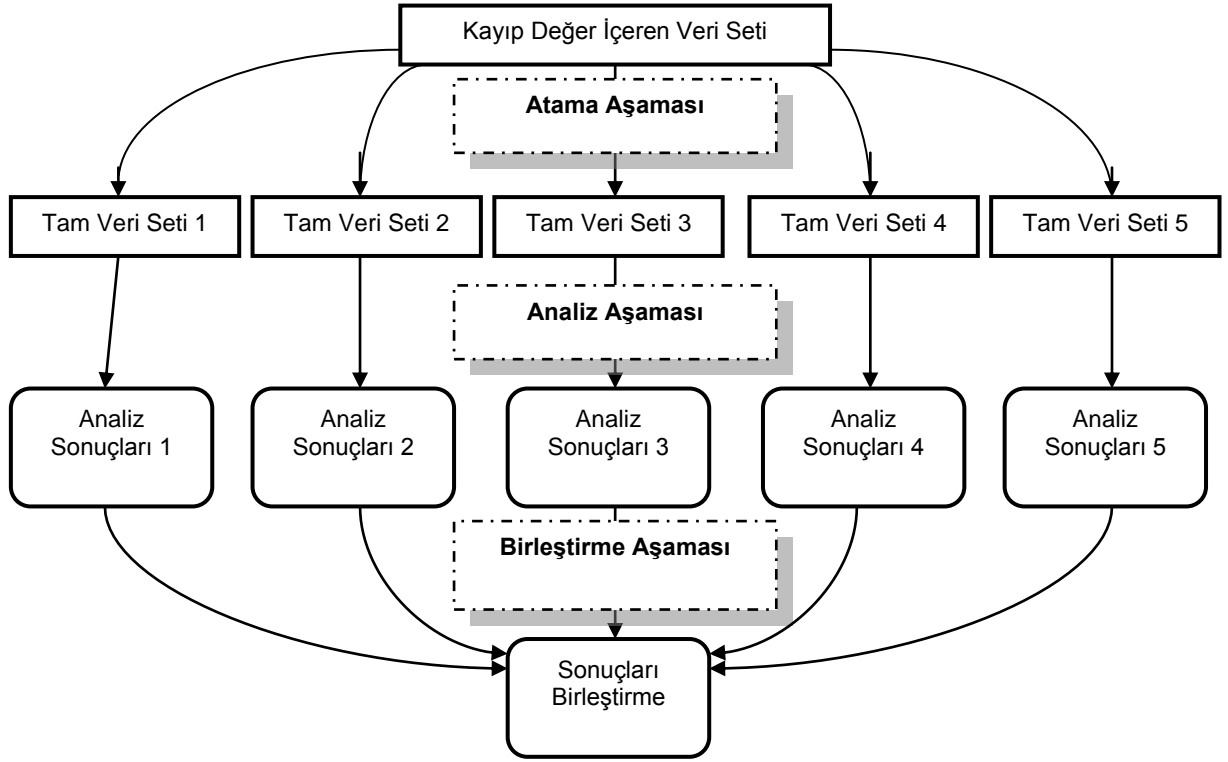 Kayıp Değer İçeren Veri Seti
Atama Aşaması
Tam Veri Seti 1
Tam Veri Seti 2
Tam Veri Seti 3
Tam Veri Seti 4
Tam Veri Seti 5
Analiz Aşaması
Analiz
Sonuçları 1
Analiz
Sonuçları 2
Analiz
Sonuçları 3
Analiz
Sonuçları 4
Analiz
Sonuçları 5
Birleştirme Aşaması
Sonuçları
Birleştirme